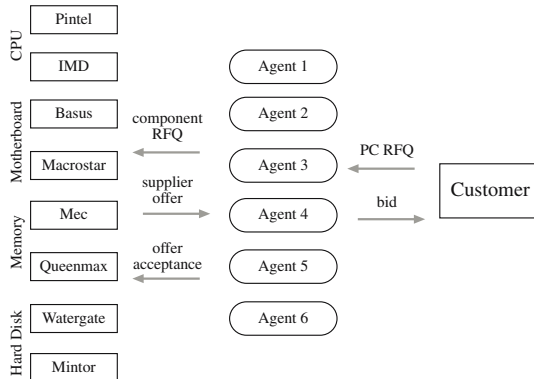 CPU
Pintel
IMD
Motherboard
Basus
Macrostar
Memory
Mec
Queenmax
Hard Disk
Watergate
Mintor
component
RFQ
supplier
offer
offer
acceptance
Agent 1
Agent 2
Agent 3
Agent 4
Agent 5
Agent 6
PC RFQ
bid
Customer